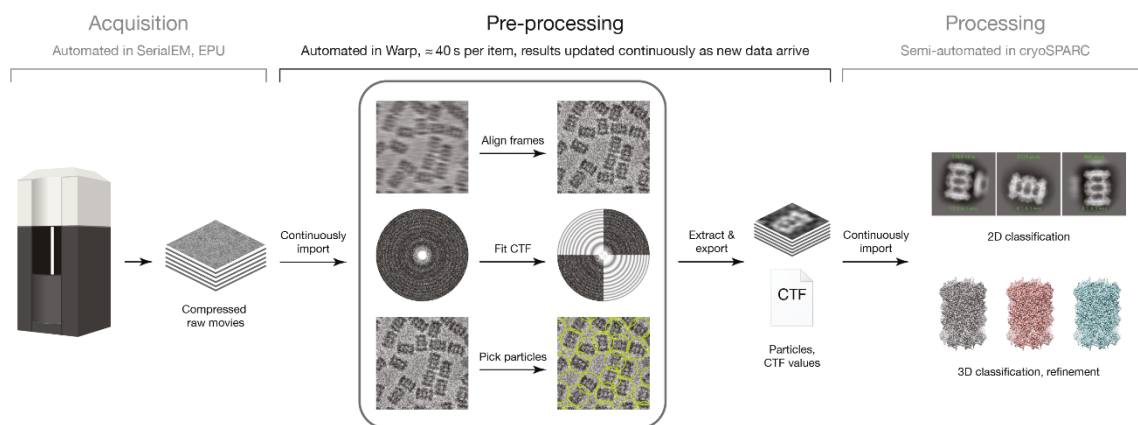 Acquisition
Automated in SerialEM, EPU
Pre-processing
Automated in Warp, ≈ 40 s per item, results updated continuously as new data arrive
Processing
Semi-automated in cryoSPARC
Compressed
raw movies
Continuously
import
Align frames
Fit CTF
Pick particles
Extract &
export
CTF
Particles,
CTF values
Continuously
import
2D classification
3D classification, refinement